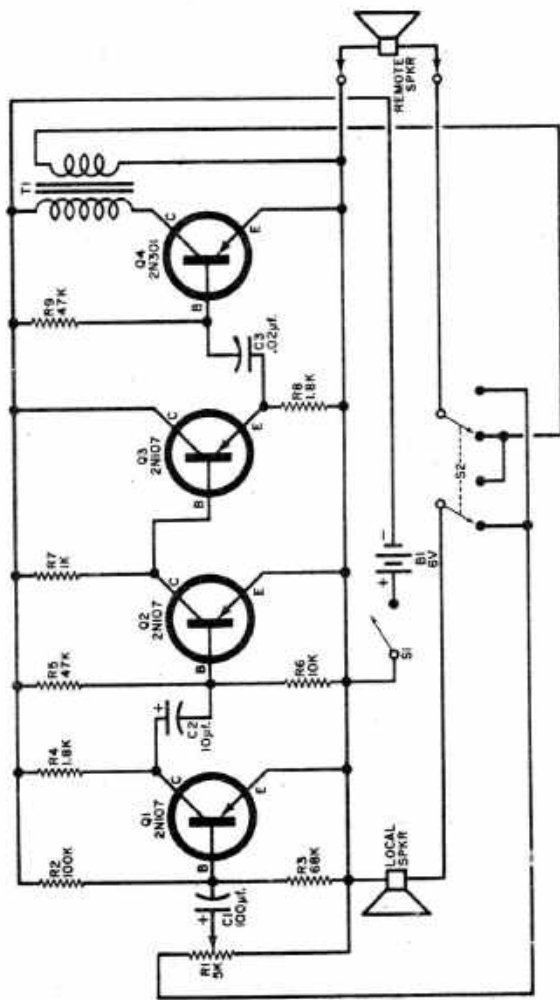 R2
100K
R4
1.8K
R5
47K
R7
1K
R9
47K
T1
Q1
2N107
C
B
E
Q2
2N107
C
B
E
Q3
2N107
C
B
E
Q4
2N301
C
B
E
R1
5K
+
C1
100µf.
R3
68K
+
C2
10µf.
R6
10K
R8
1.8K
C3
.02µf.
LOCAL
SPKR
S1
+ −
B1
6V
S2
REMOTE
SPKR